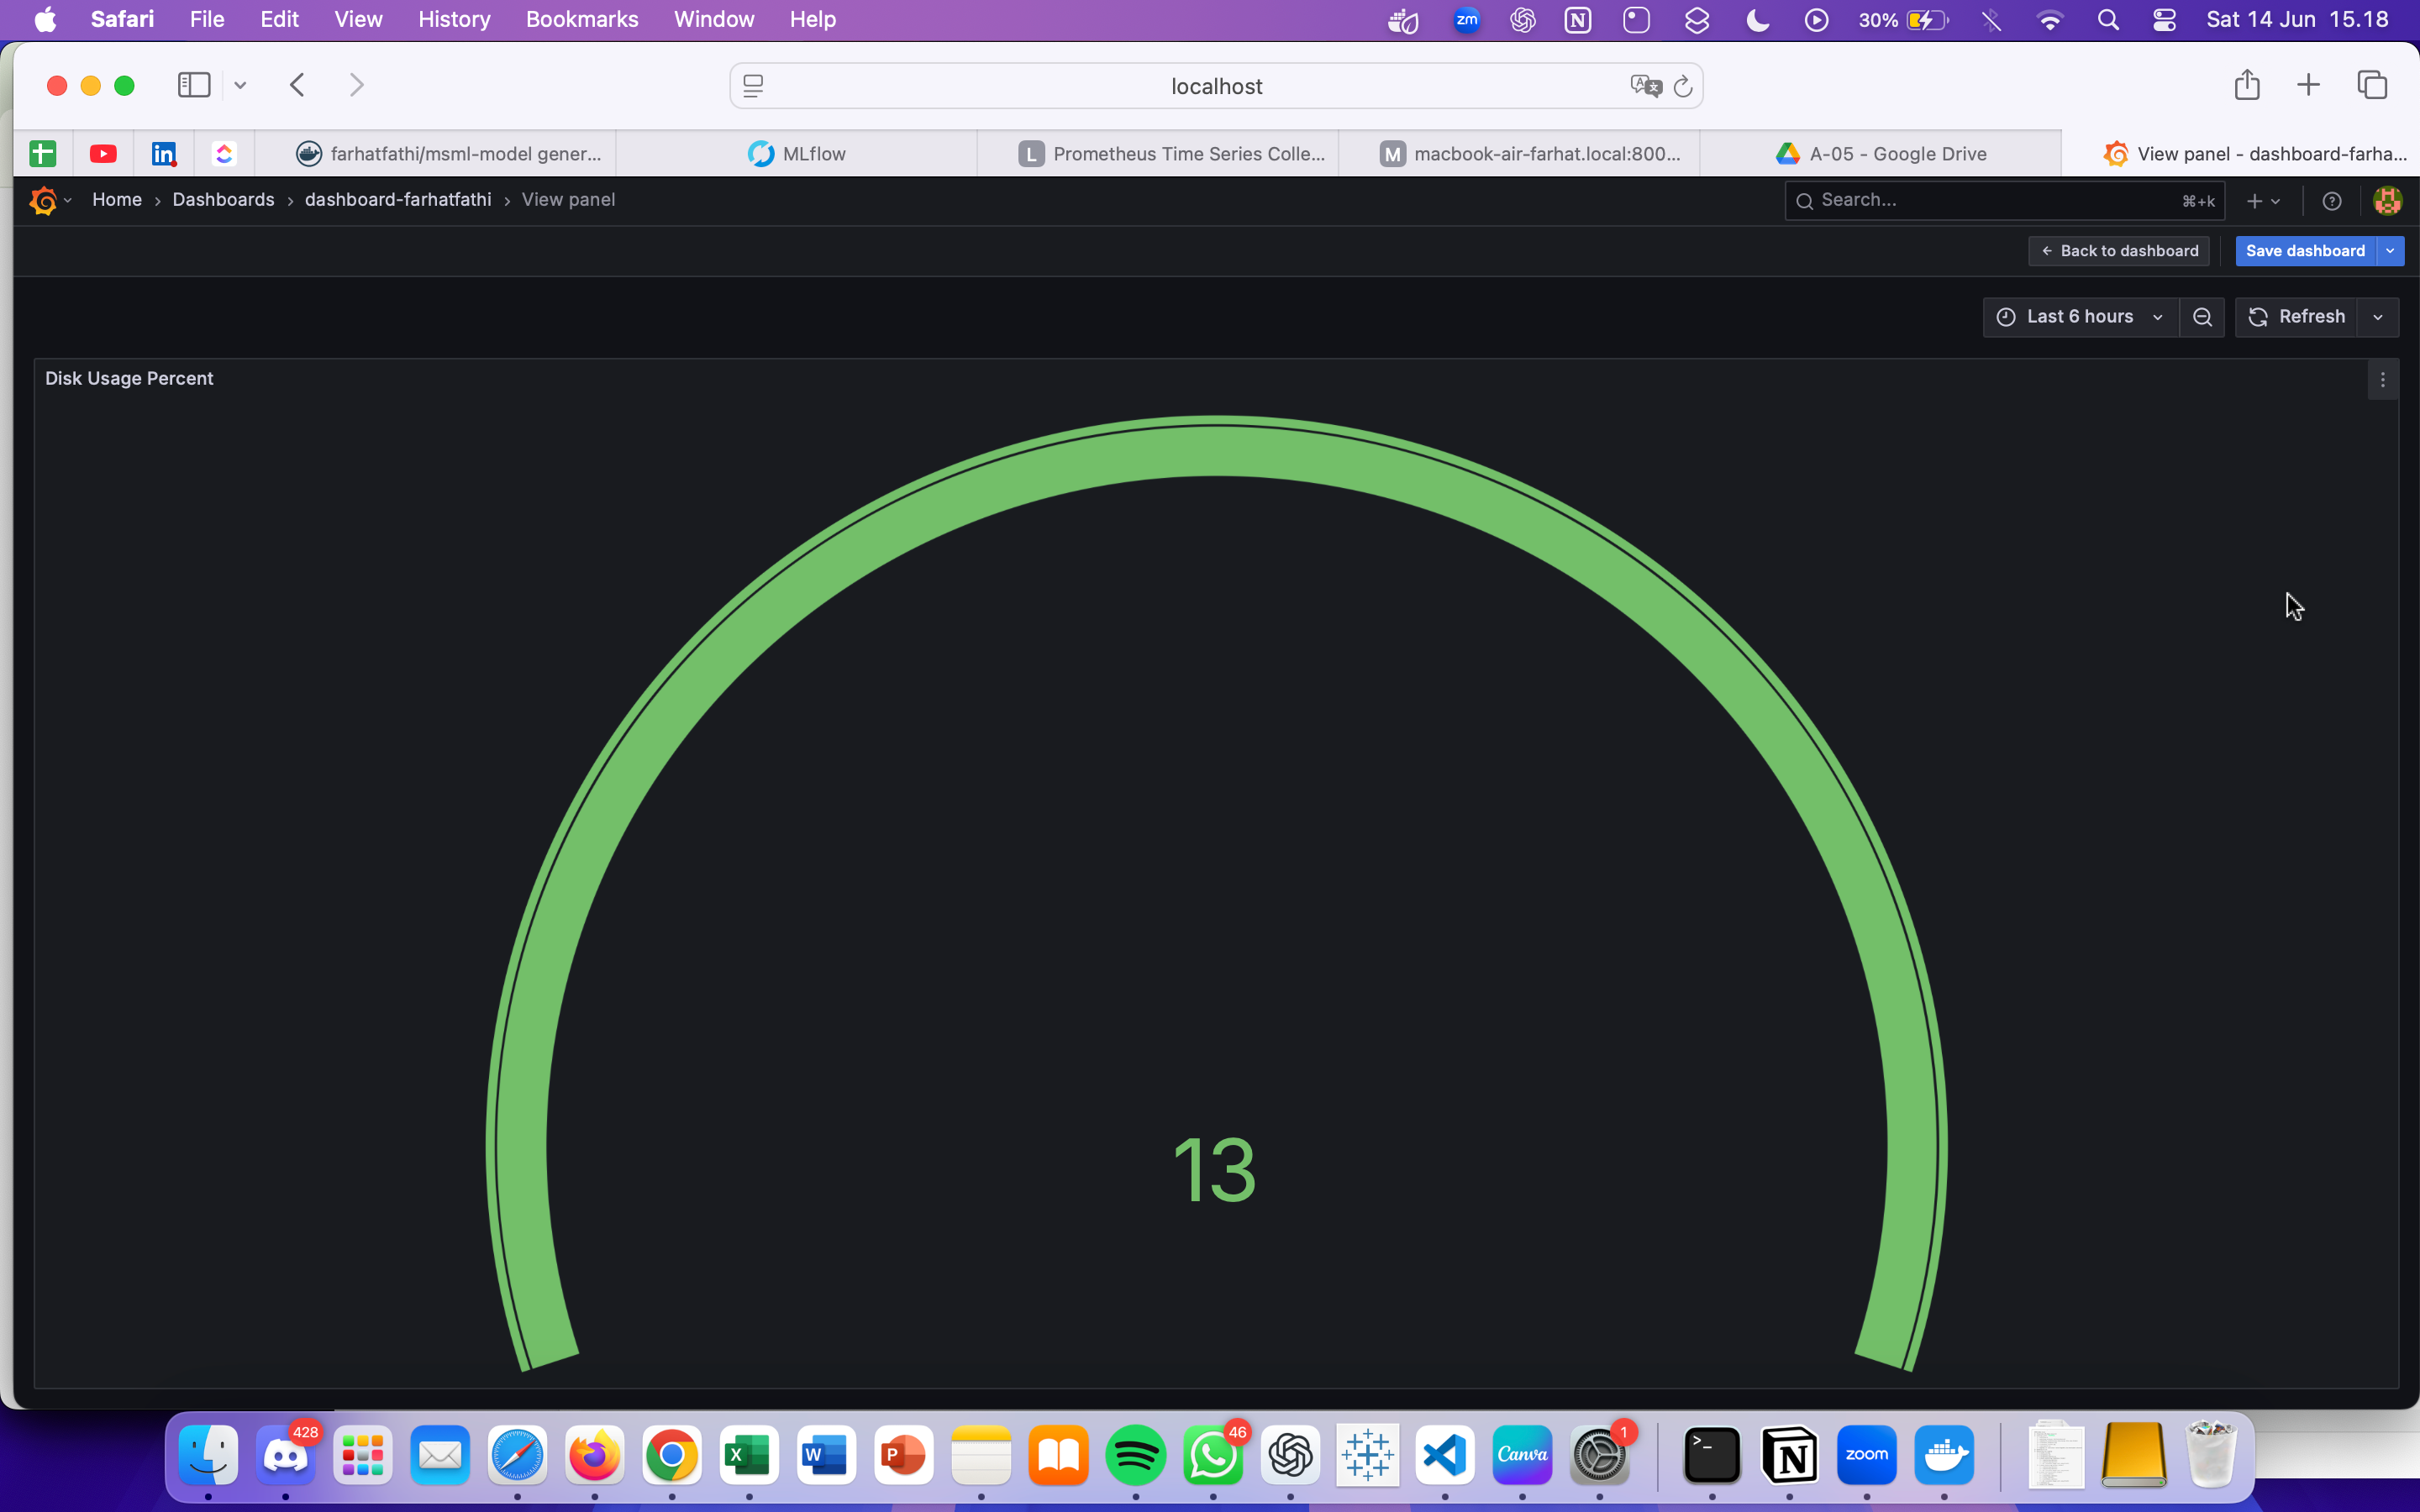 Safari File Edit View History Bookmarks Window Help zm 30% Sat 14 Jun 15.18
localhost
in farhatfathi/msml-model gener... MLflow L Prometheus Time Series Colle... M macbook-air-farhat.local:800... A-05 - Google Drive View panel - dashboard-farha...
Home › Dashboards › dashboard-farhatfathi › View panel Search... ⌘+k
Back to dashboard Save dashboard
Last 6 hours Refresh
Disk Usage Percent
13
428 46 1
X W P Canva >_ N zoom